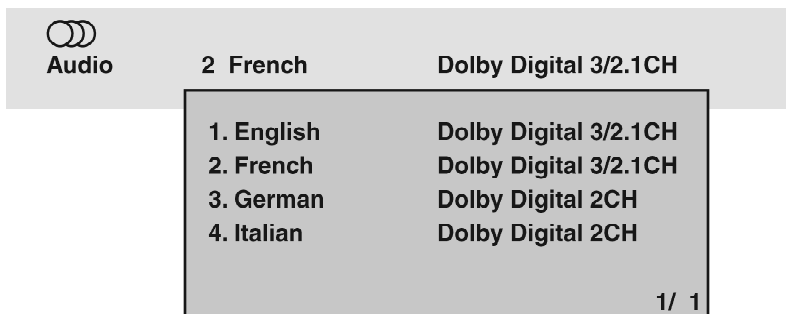 Audio 2 French Dolby Digital 3/2.1CH
1. English Dolby Digital 3/2.1CH
2. French Dolby Digital 3/2.1CH
3. German Dolby Digital 2CH
4. Italian Dolby Digital 2CH
1/ 1